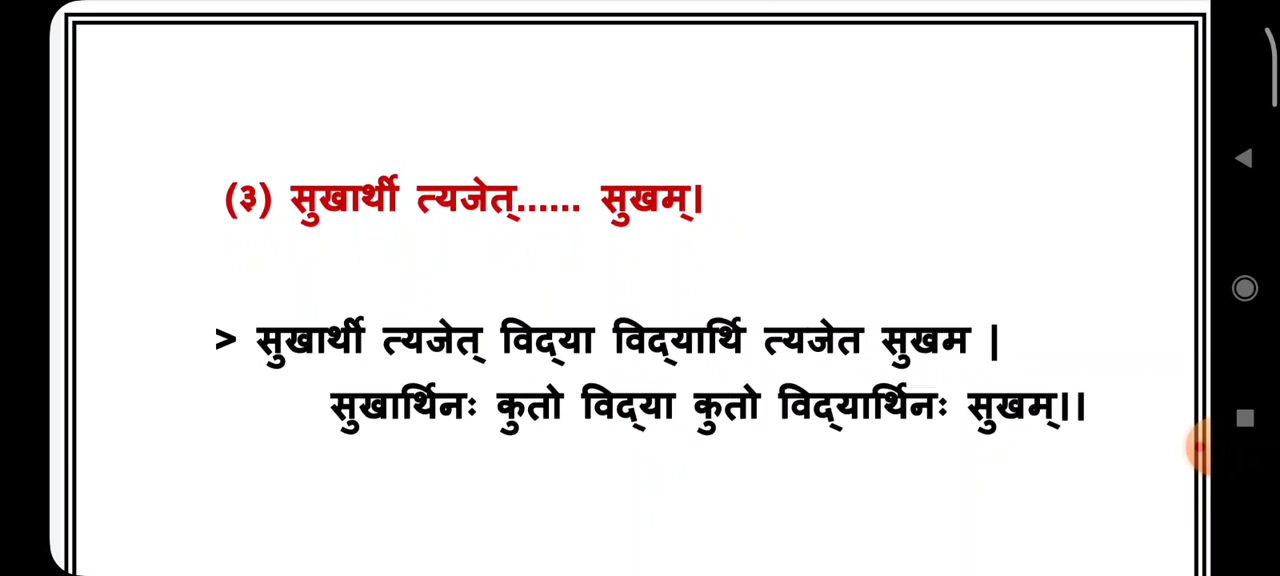 (३) सुखार्थी त्यजेत्...... सुखम्।
> सुखार्थी त्यजेत् विद्‌या विद्‌यार्थि त्यजेत सुखम |
सुखार्थिनः कुतो विद्‌या कुतो विद्‌यार्थिनः सुखम्।।